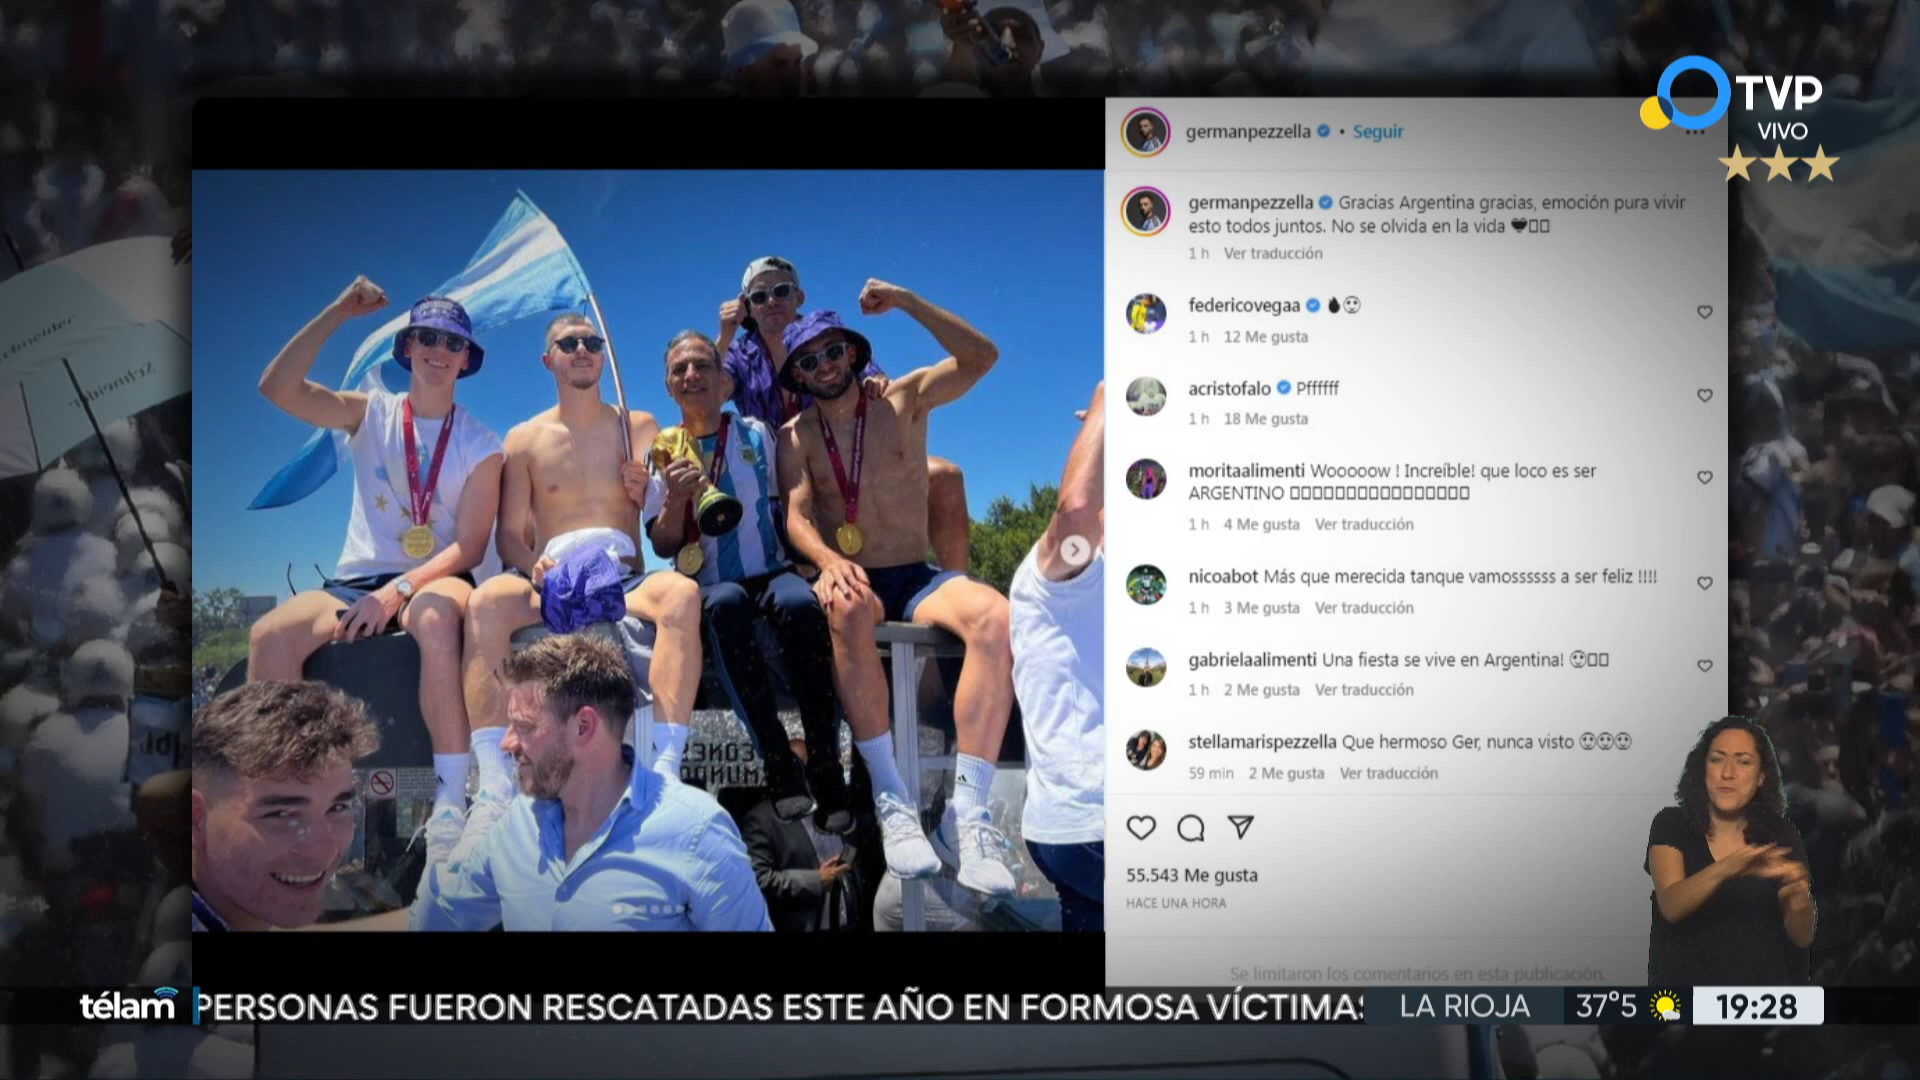 TVP
VIVO
germanpezzella • Seguir
germanpezzella Gracias Argentina gracias, emoción pura vivir
esto todos juntos. No se olvida en la vida
1 h Ver traducción
federicovegaa
1 h 12 Me gusta
acristofalo Pffffff
1 h 18 Me gusta
moritaalimenti Wooooow ! Increíble! que loco es ser
ARGENTINO
1 h 4 Me gusta Ver traducción
nicoabot Más que merecida tanque vamosssss a ser feliz !!!!
1 h 3 Me gusta Ver traducción
gabrielaalimenti Una fiesta se vive en Argentina!
1 h 2 Me gusta Ver traducción
stellamarispezzella Que hermoso Ger, nunca visto
59 min 2 Me gusta Ver traducción
55.543 Me gusta
HACE UNA HORA
Se limitaron los comentarios en esta publicación.
télam PERSONAS FUERON RESCATADAS ESTE AÑO EN FORMOSA VÍCTIMAS LA RIOJA 37°5 19:28